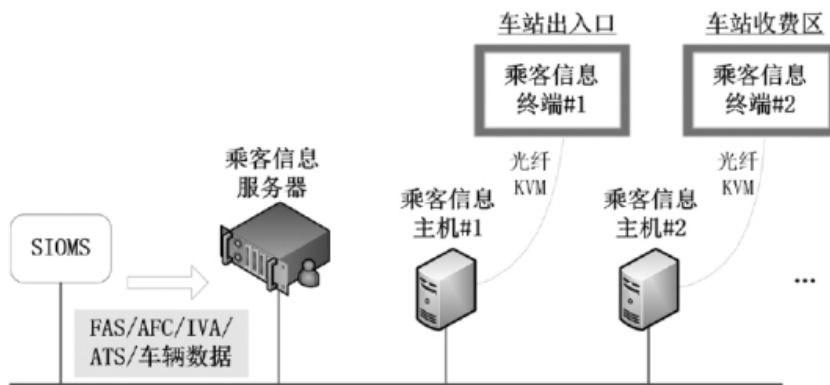 车站出入口
车站收费区
乘客信息
终端#1
乘客信息
终端#2
光纤
KVM
光纤
KVM
乘客信息
服务器
乘客信息
主机#1
乘客信息
主机#2
SIOMS
FAS/AFC/IVA/
ATS/车辆数据
...